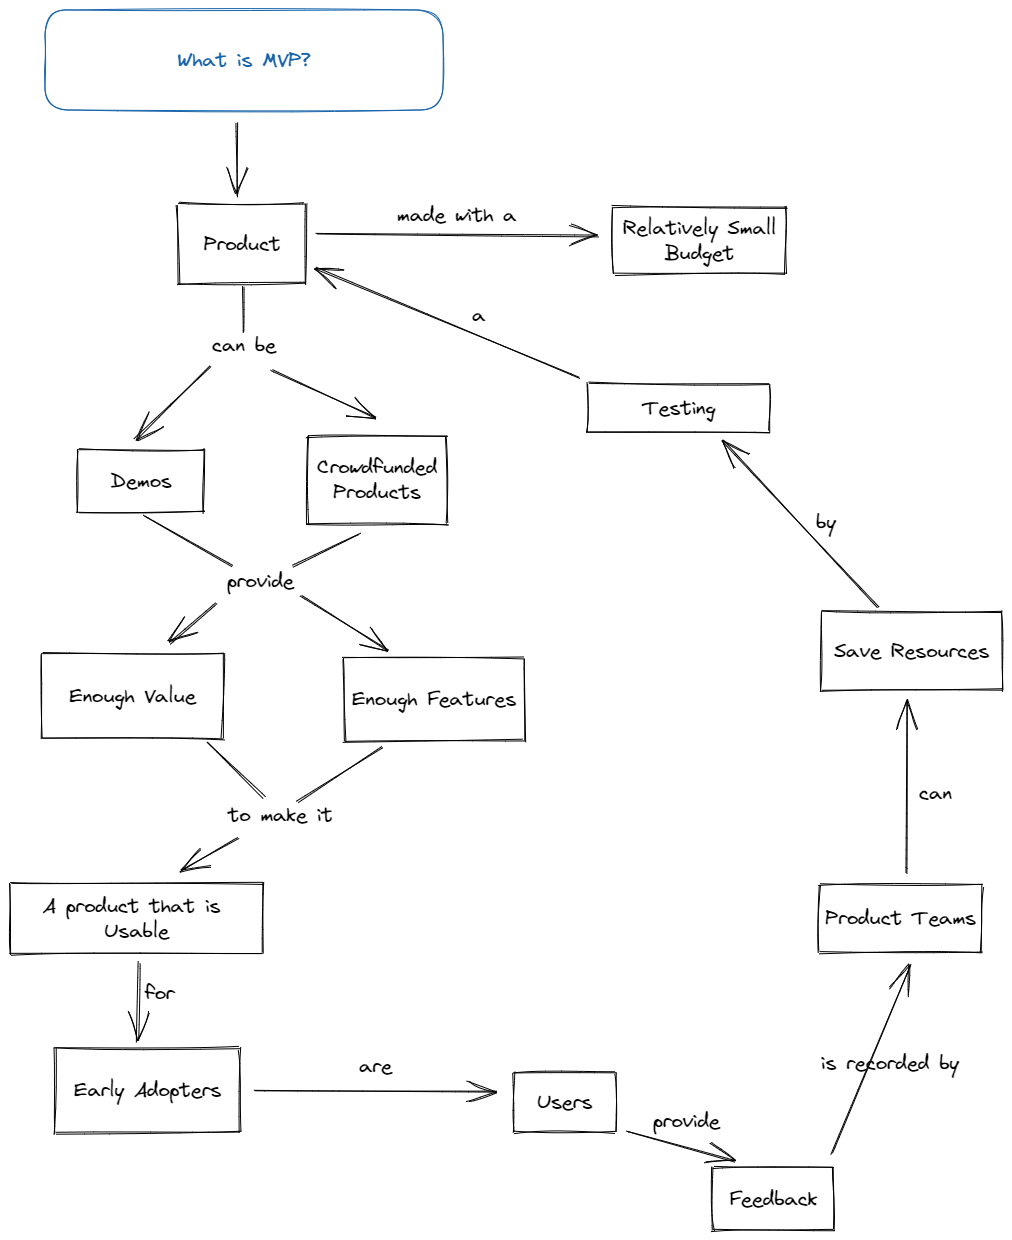 What is MVP?
Product
made with a
Relatively Small
Budget
a
can be
Testing
Demos
Crowdfunded
Products
by
provide
Save Resources
Enough Value
Enough Features
can
to make it
A product that is
Usable
Product Teams
for
is recorded by
Early Adopters
are
Users
provide
Feedback